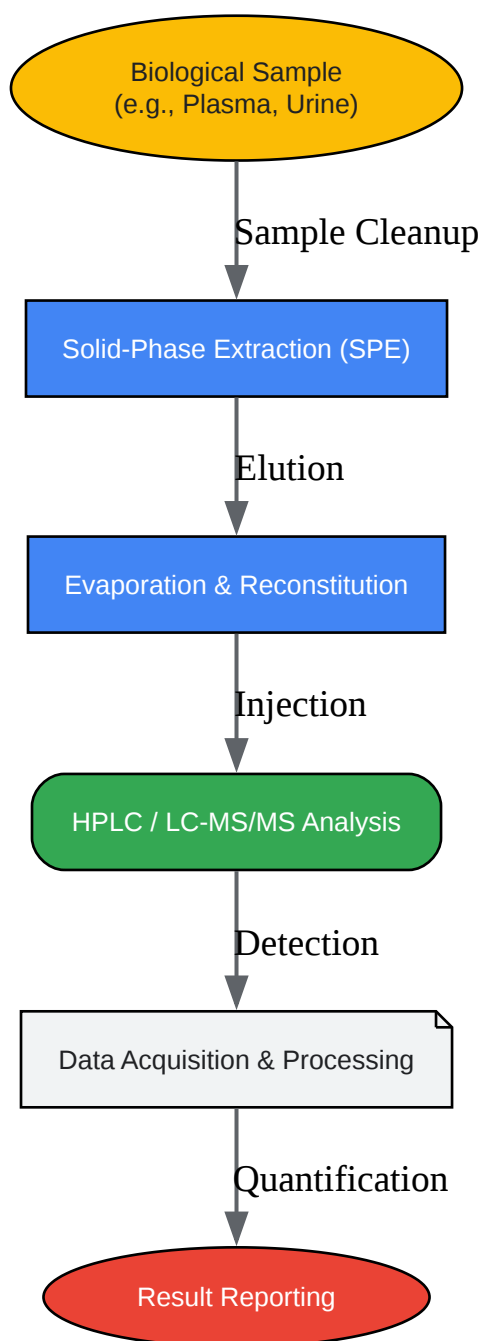 Biological Sample
(e.g., Plasma, Urine)
Sample Cleanup
Solid-Phase Extraction (SPE)
Elution
Evaporation & Reconstitution
Injection
HPLC / LC-MS/MS Analysis
Detection
Data Acquisition & Processing
Quantification
Result Reporting